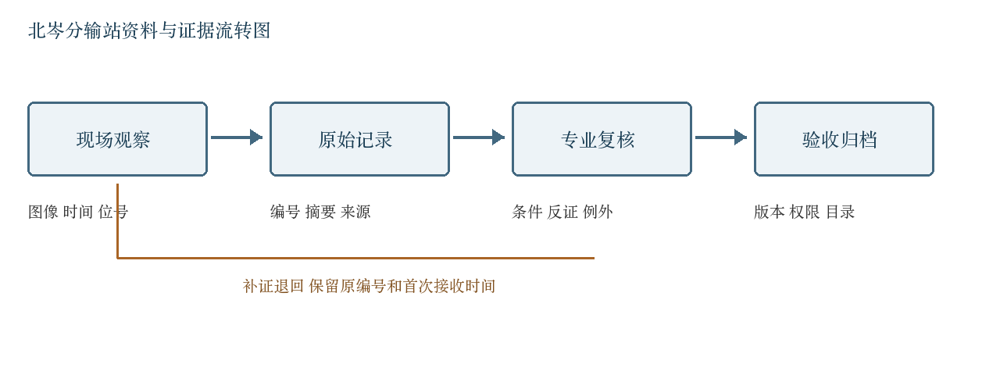 北岑分输站资料与证据流转图
现场观察
原始记录
专业复核
验收归档
图像 时间 位号
编号 摘要 来源
条件 反证 例外
版本 权限 目录
补证退回 保留原编号和首次接收时间